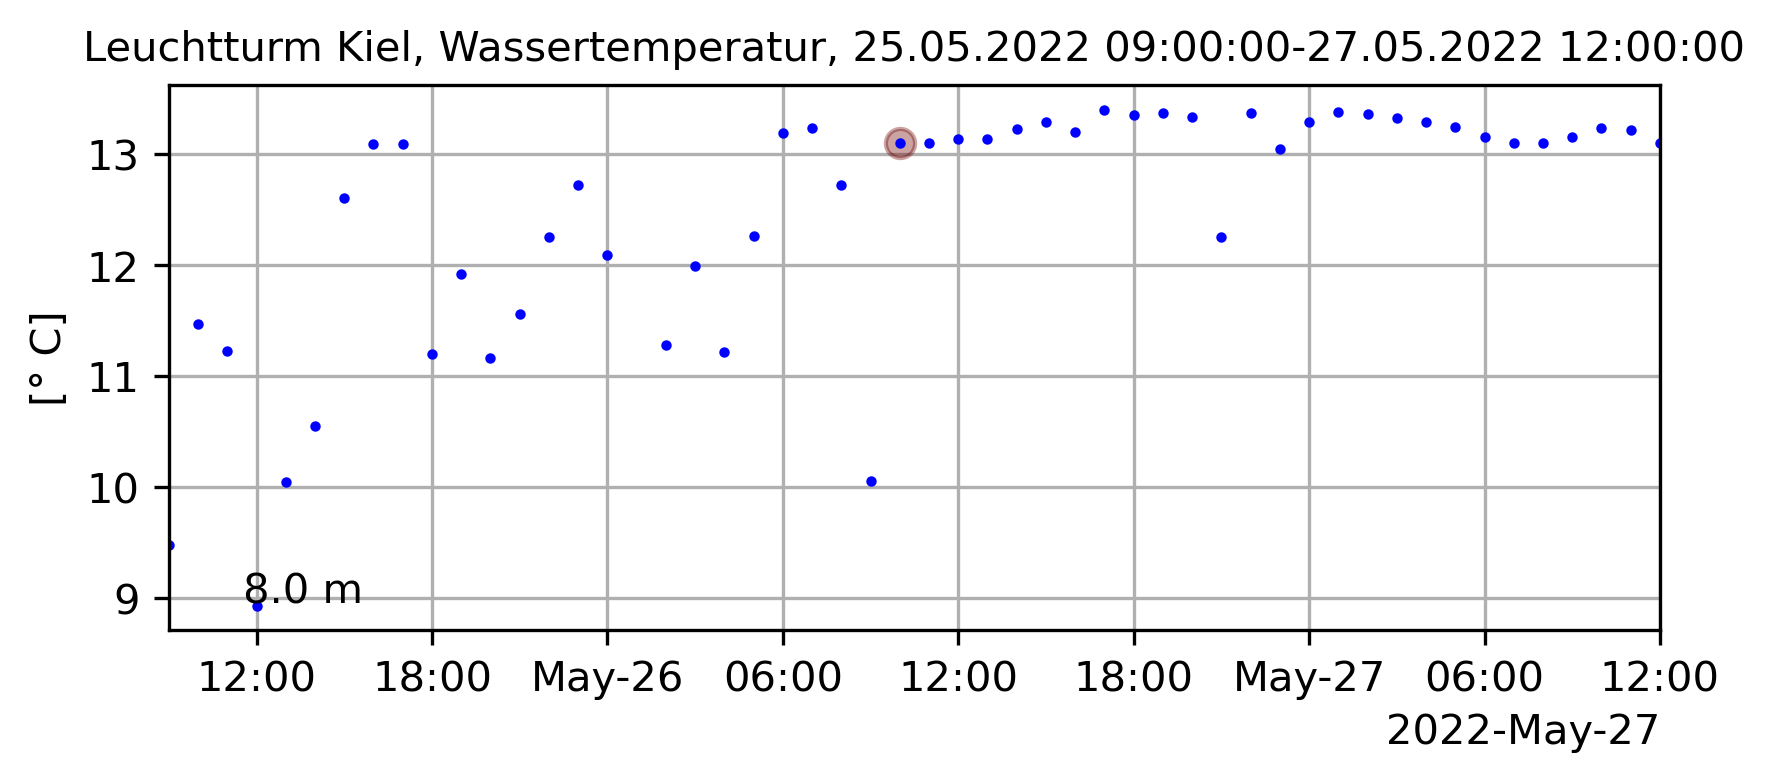 Leuchtturm Kiel, Wassertemperatur, 25.05.2022 09:00:00-27.05.2022 12:00:00
[° C]
13
12
11
10
9
8.0 m
12:00 18:00 May-26 06:00 12:00 18:00 May-27 06:00 12:00
2022-May-27